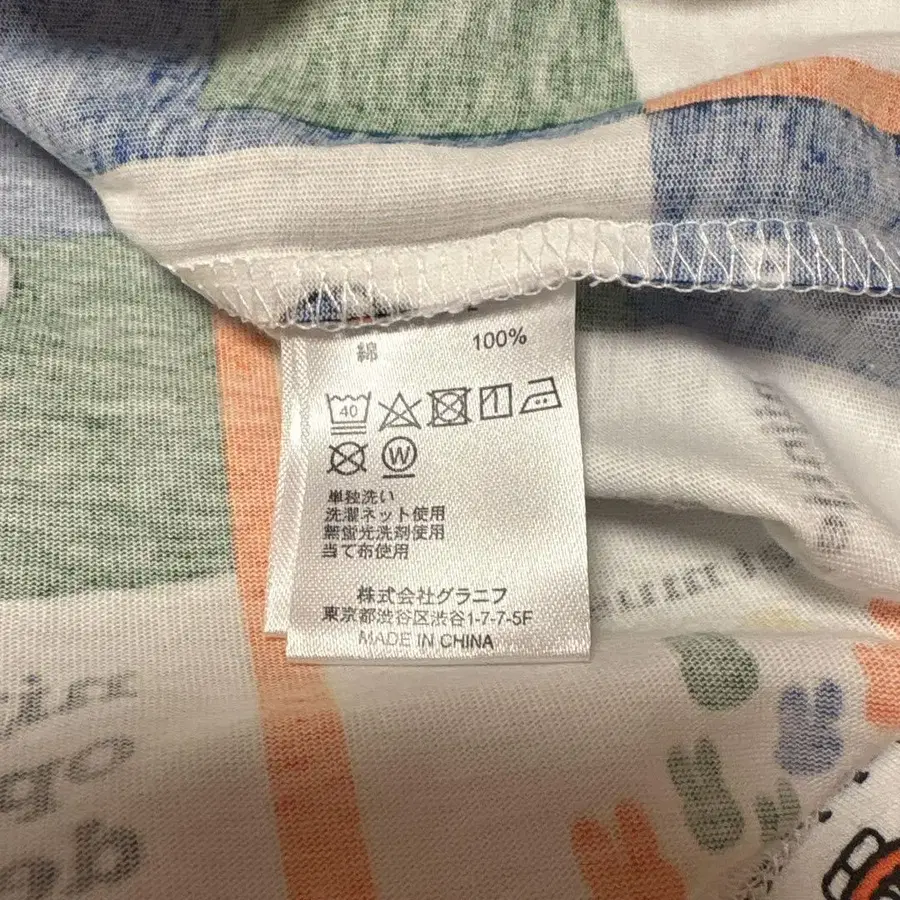 綿 100%
40
W
単独洗い
洗濯ネット使用
無蛍光洗剤使用
当て布使用
株式会社グラニフ
東京都渋谷区渋谷1-7-7-5F
MADE IN CHINA